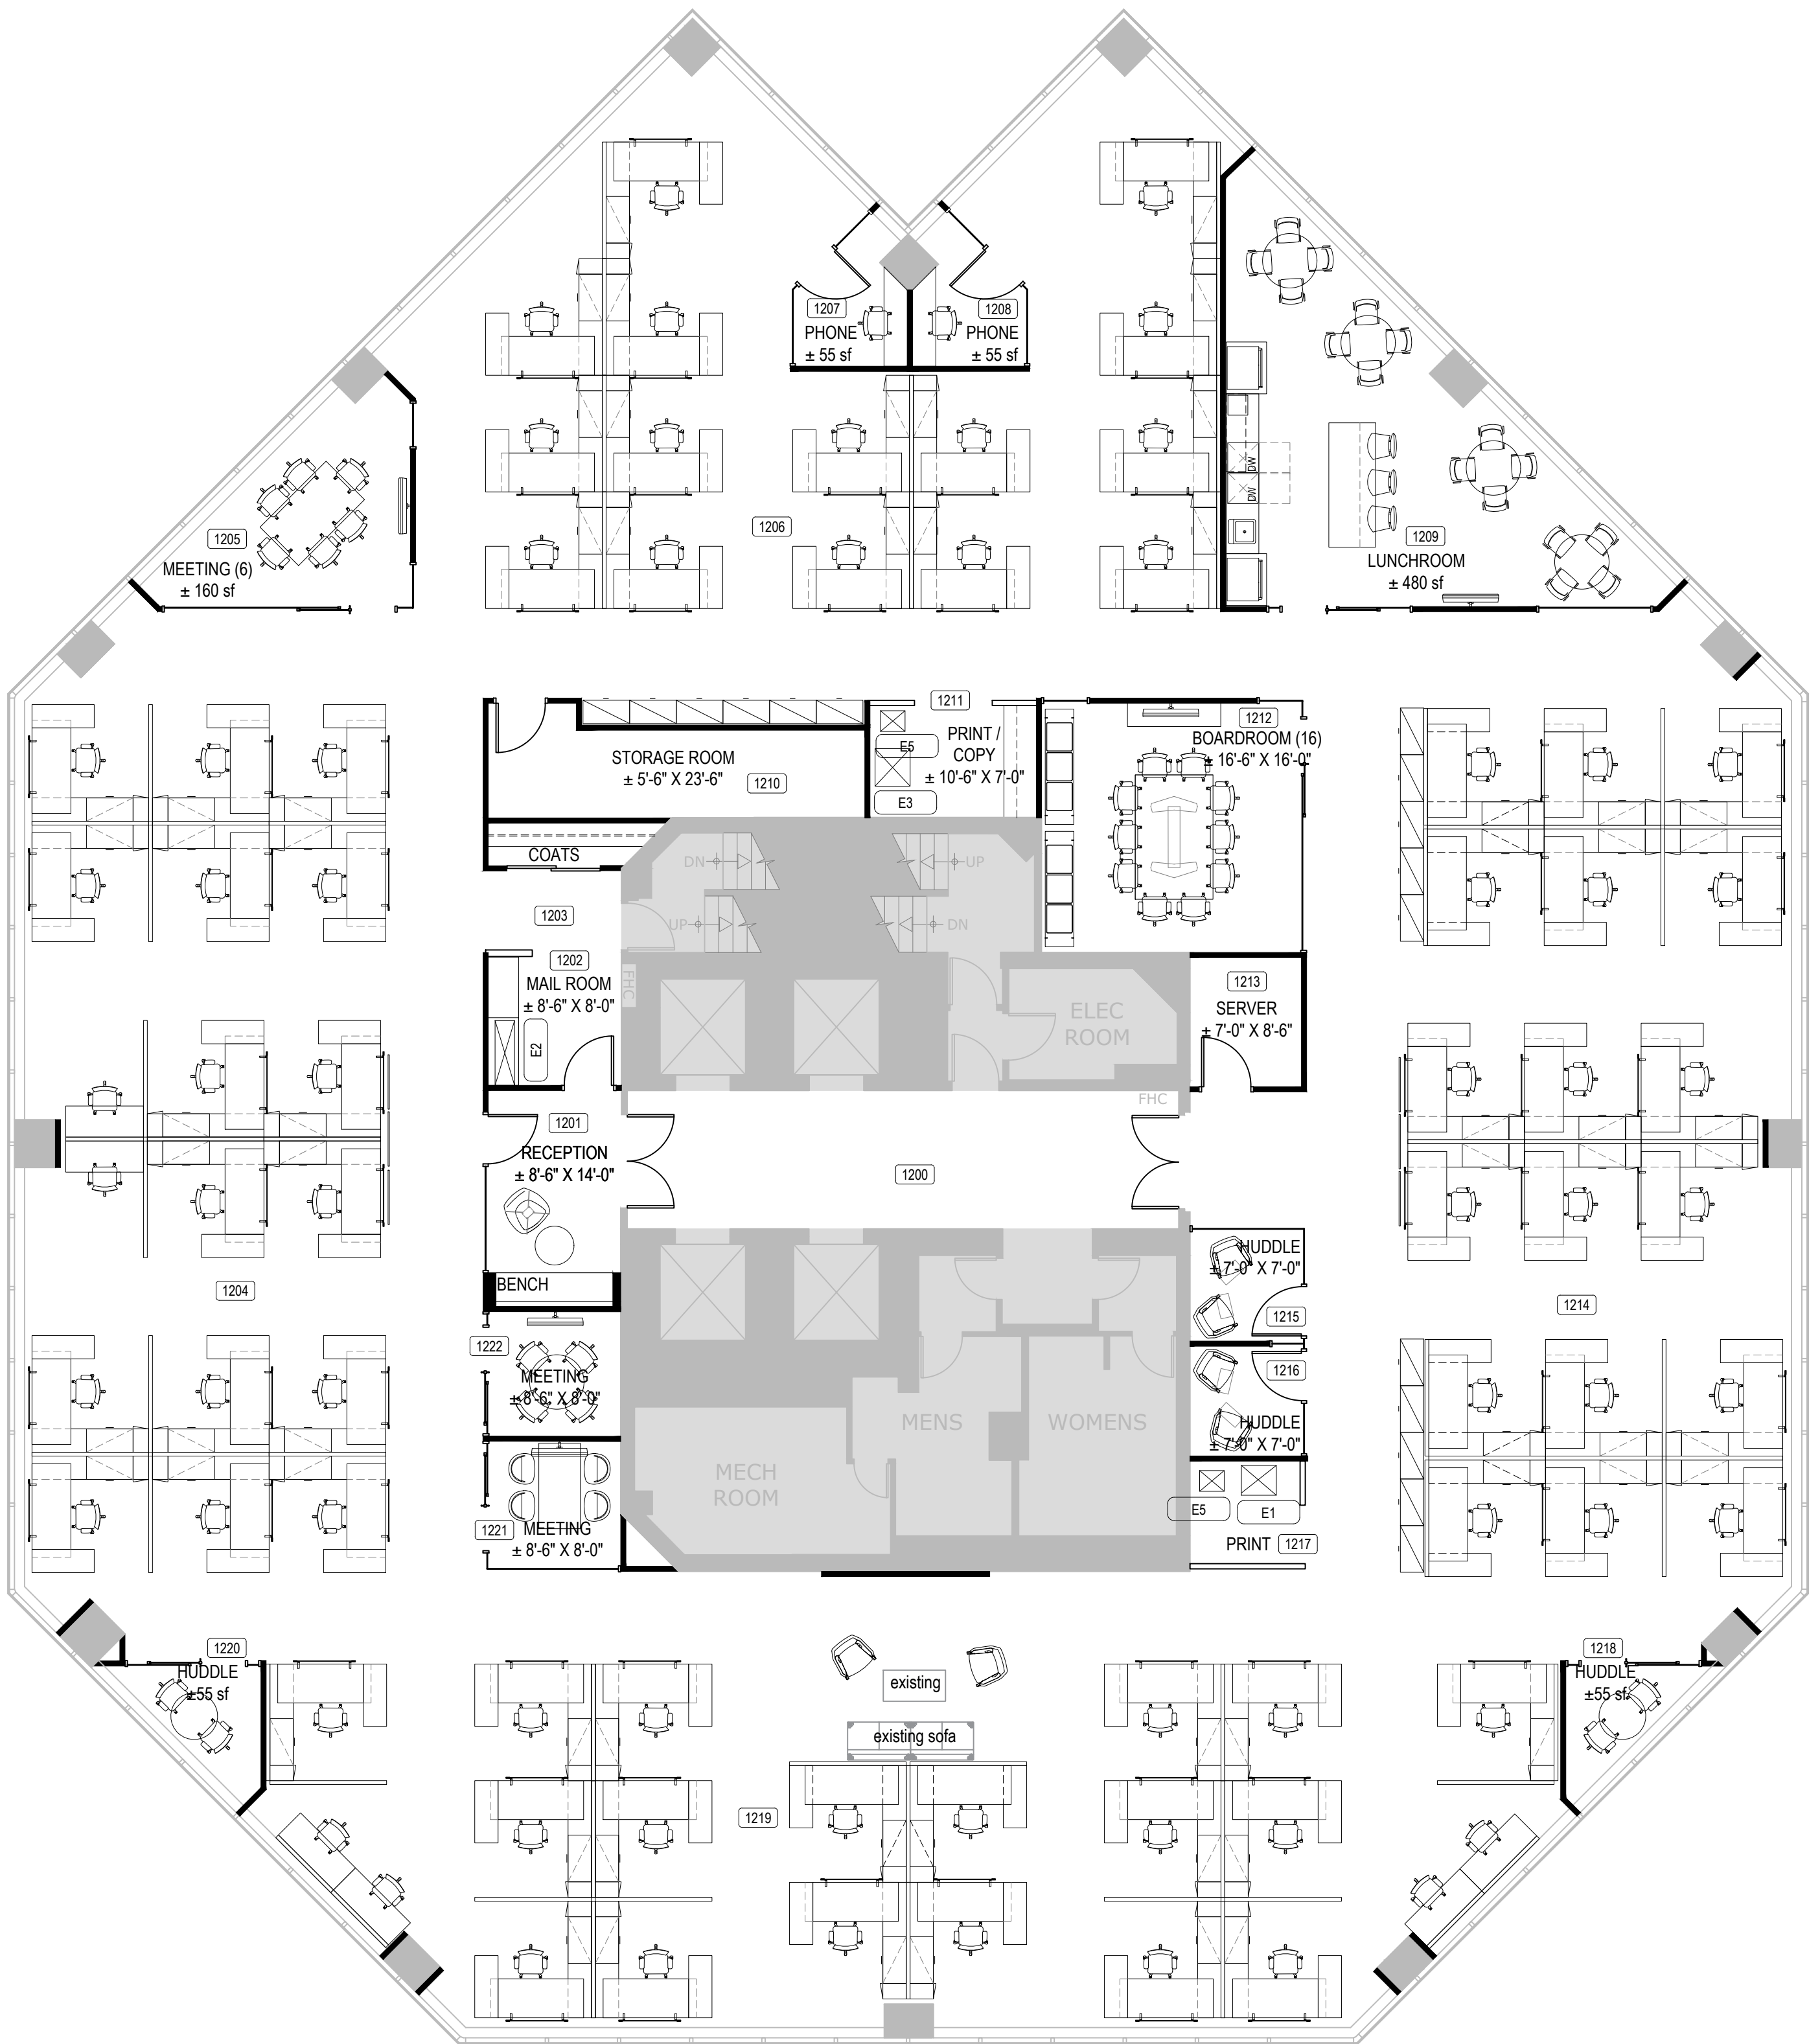 1207
PHONE
± 55 sf
1208
PHONE
± 55 sf
1205
MEETING (6)
± 160 sf
1206
DW
DW
1209
LUNCHROOM
± 480 sf
STORAGE ROOM
± 5'-6" X 23'-6"
1210
1211
PRINT /
COPY
± 10'-6" X 7'-0"
E5
E3
1212
BOARDROOM (16)
± 16'-6" X 16'-0"
COATS
DN
UP
UP
DN
1203
1202
MAIL ROOM
± 8'-6" X 8'-0"
E2
FHC
ELEC
ROOM
1213
SERVER
± 7'-0" X 8'-6"
FHC
1201
RECEPTION
± 8'-6" X 14'-0"
1200
BENCH
1204
1222
MEETING
± 8'-6" X 8'-0"
1221
MEETING
± 8'-6" X 8'-0"
MECH
ROOM
MENS
WOMENS
HUDDLE
± 7'-0" X 7'-0"
1215
1216
HUDDLE
± 7'-0" X 7'-0"
1214
E5
E1
PRINT
1217
1220
HUDDLE
±55 sf
existing
existing sofa
1219
1218
HUDDLE
±55 sf